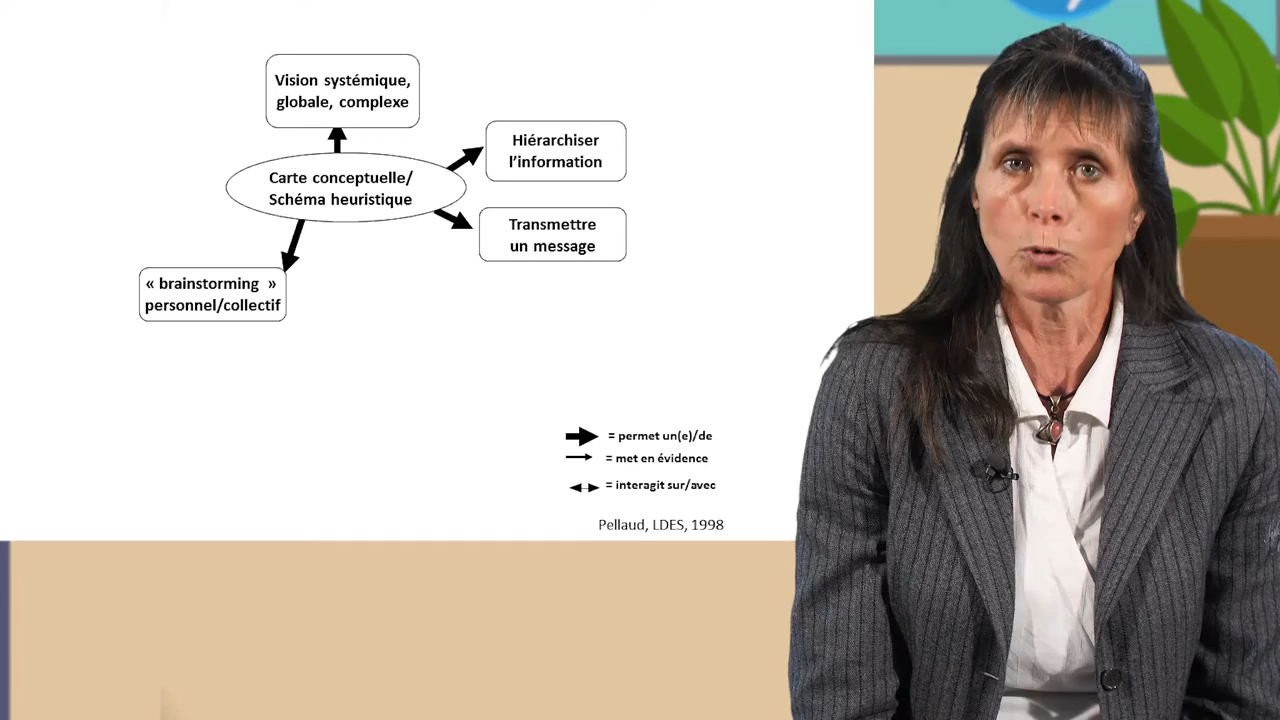 Vision systémique,
globale, complexe
Hiérarchiser
l’information
Carte conceptuelle/
Schéma heuristique
Transmettre
un message
« brainstorming »
personnel/collectif
= permet un(e)/de
= met en évidence
= interagit sur/avec
Pellaud, LDES, 1998